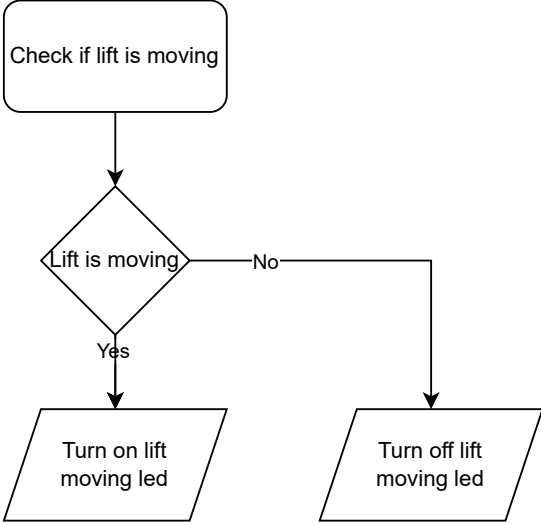 Check if lift is moving
Lift is moving
No
Yes
Turn on lift
moving led
Turn off lift
moving led